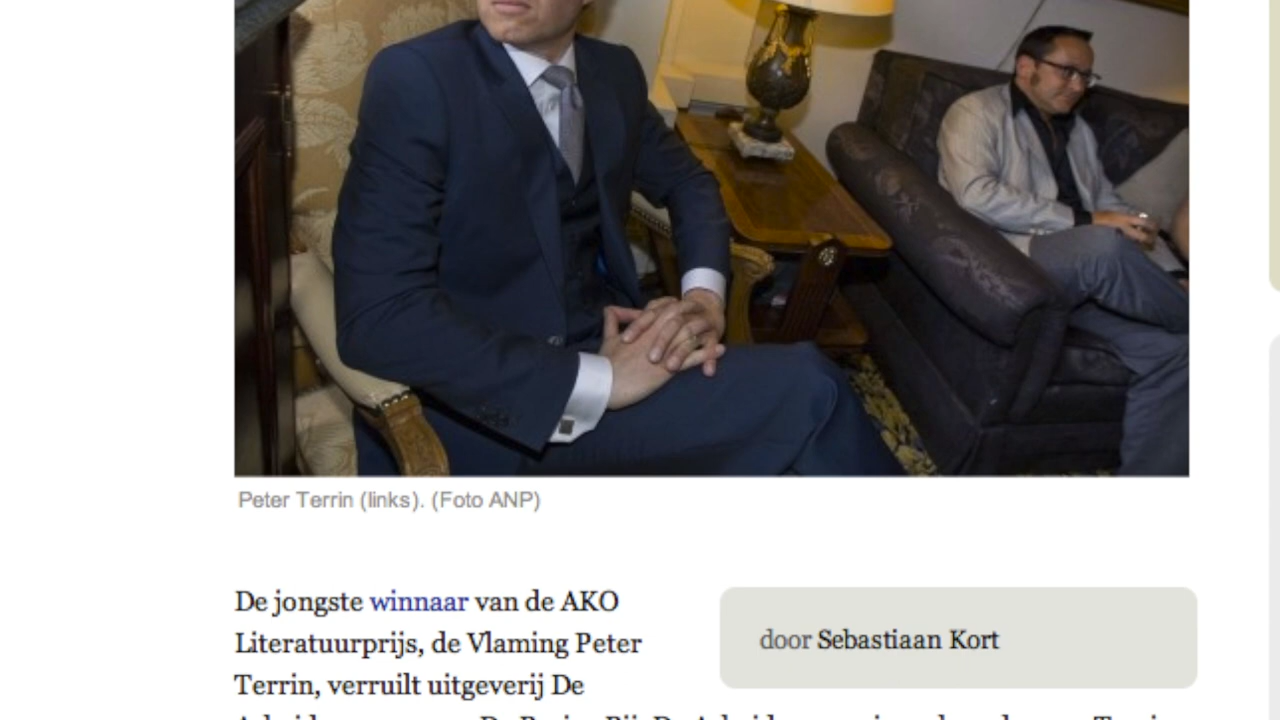 Peter Terrin (links). (Foto ANP)
De jongste winnaar van de AKO
Literatuurprijs, de Vlaming Peter
Terrin, verruilt uitgeverij De
door Sebastiaan Kort